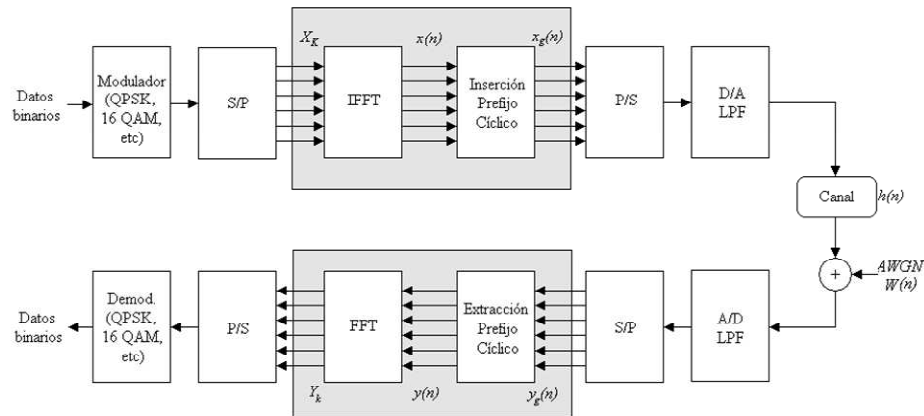 X_K
x(n)
x_g(n)
Datos
binarios
Modulador
(QPSK,
16 QAM,
etc)
S/P
IFFT
Inserción
Prefijo
Cíclico
P/S
D/A
LPF
Canal
h(n)
+
AWGN
W(n)
Datos
binarios
Demod.
(QPSK,
16 QAM,
etc)
P/S
FFT
Extracción
Prefijo
Cíclico
S/P
A/D
LPF
Y_k
y(n)
y_g(n)